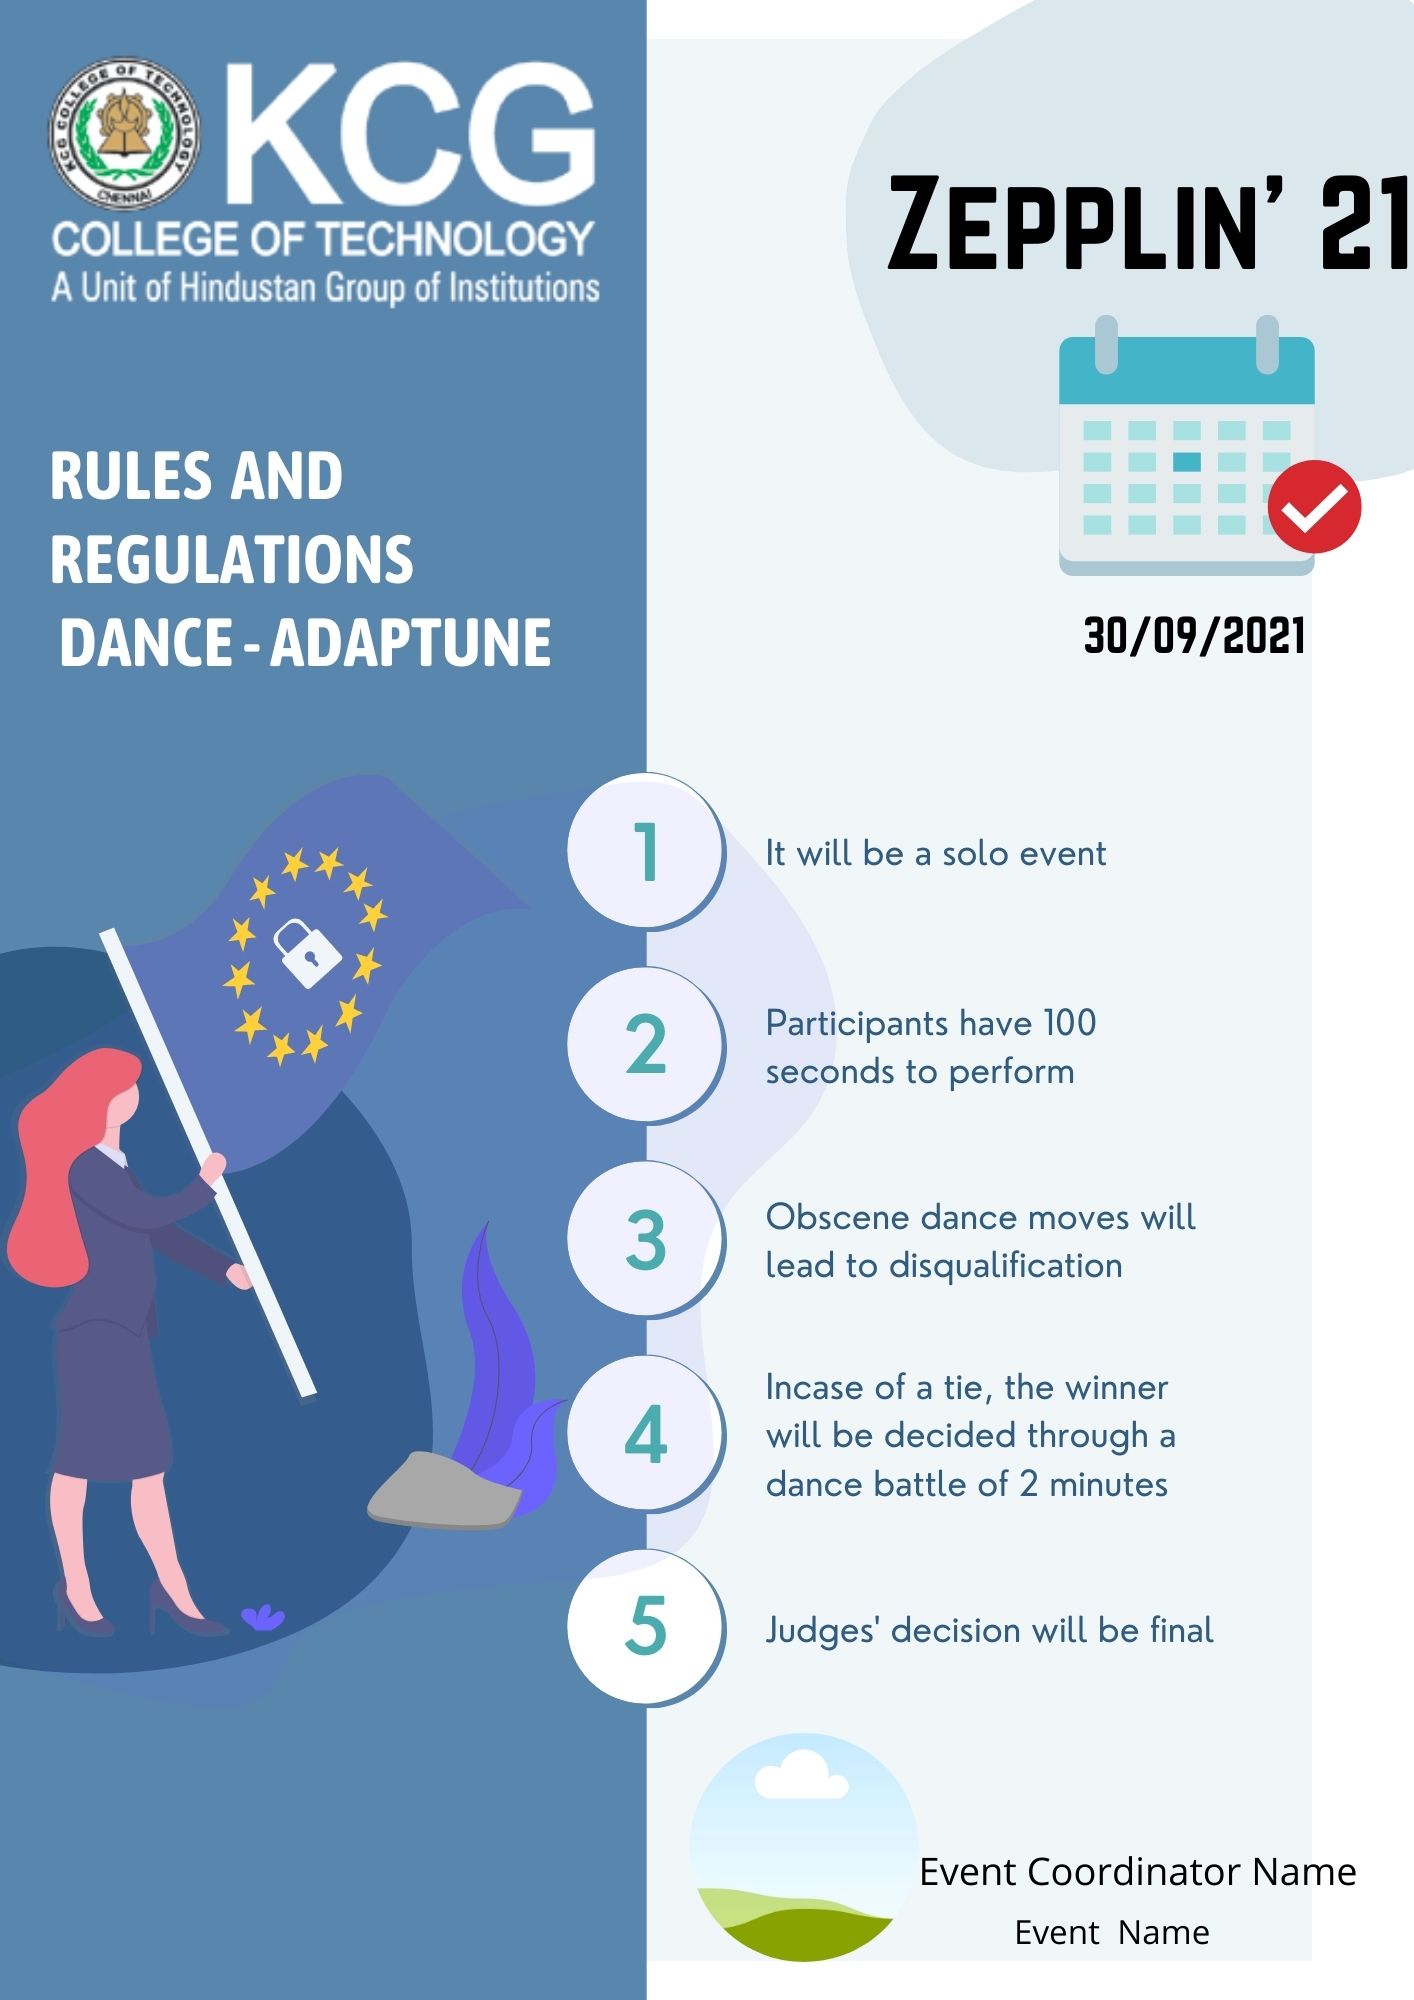 KCG COLLEGE OF TECHNOLOGY
CHENNAI
KCG
COLLEGE OF TECHNOLOGY
A Unit of Hindustan Group of Institutions
ZEPPLIN' 21
30/09/2021
RULES AND
REGULATIONS
DANCE - ADAPTUNE
1
It will be a solo event
2
Participants have 100
seconds to perform
3
Obscene dance moves will
lead to disqualification
4
Incase of a tie, the winner
will be decided through a
dance battle of 2 minutes
5
Judges' decision will be final
Event Coordinator Name
Event Name